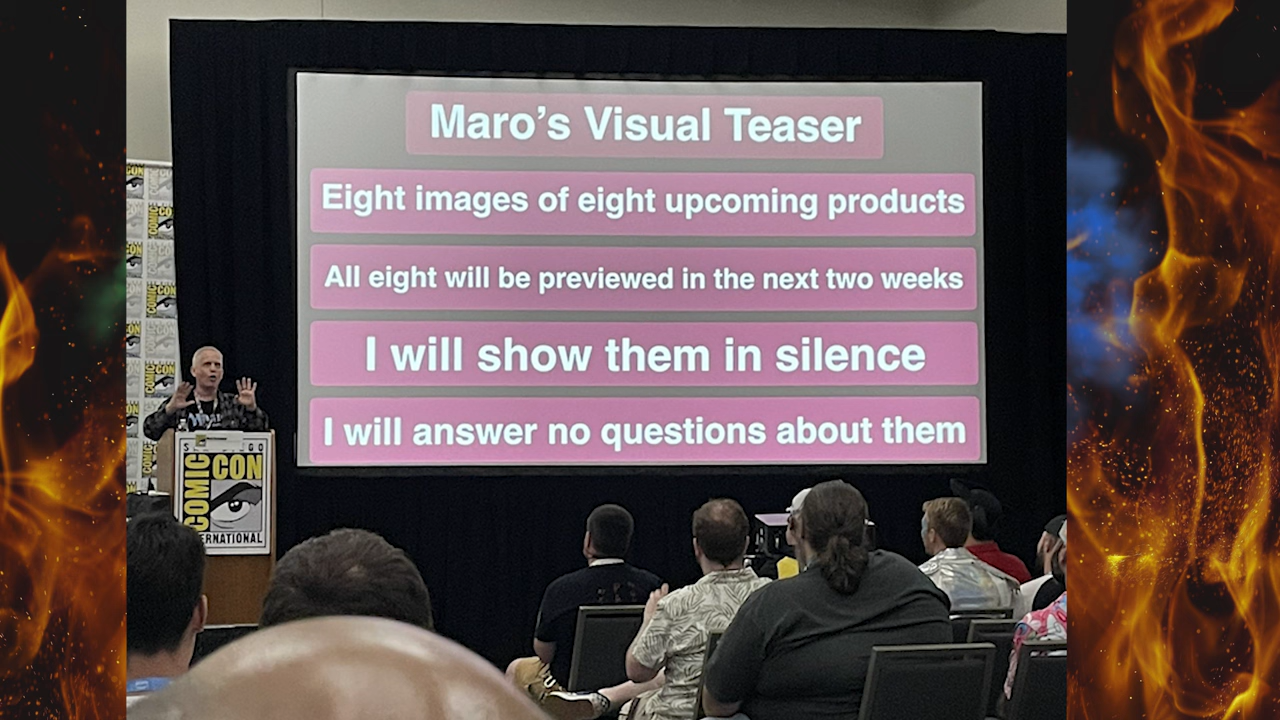 Maro's Visual Teaser
Eight images of eight upcoming products
All eight will be previewed in the next two weeks
I will show them in silence
I will answer no questions about them
COMIC
CON